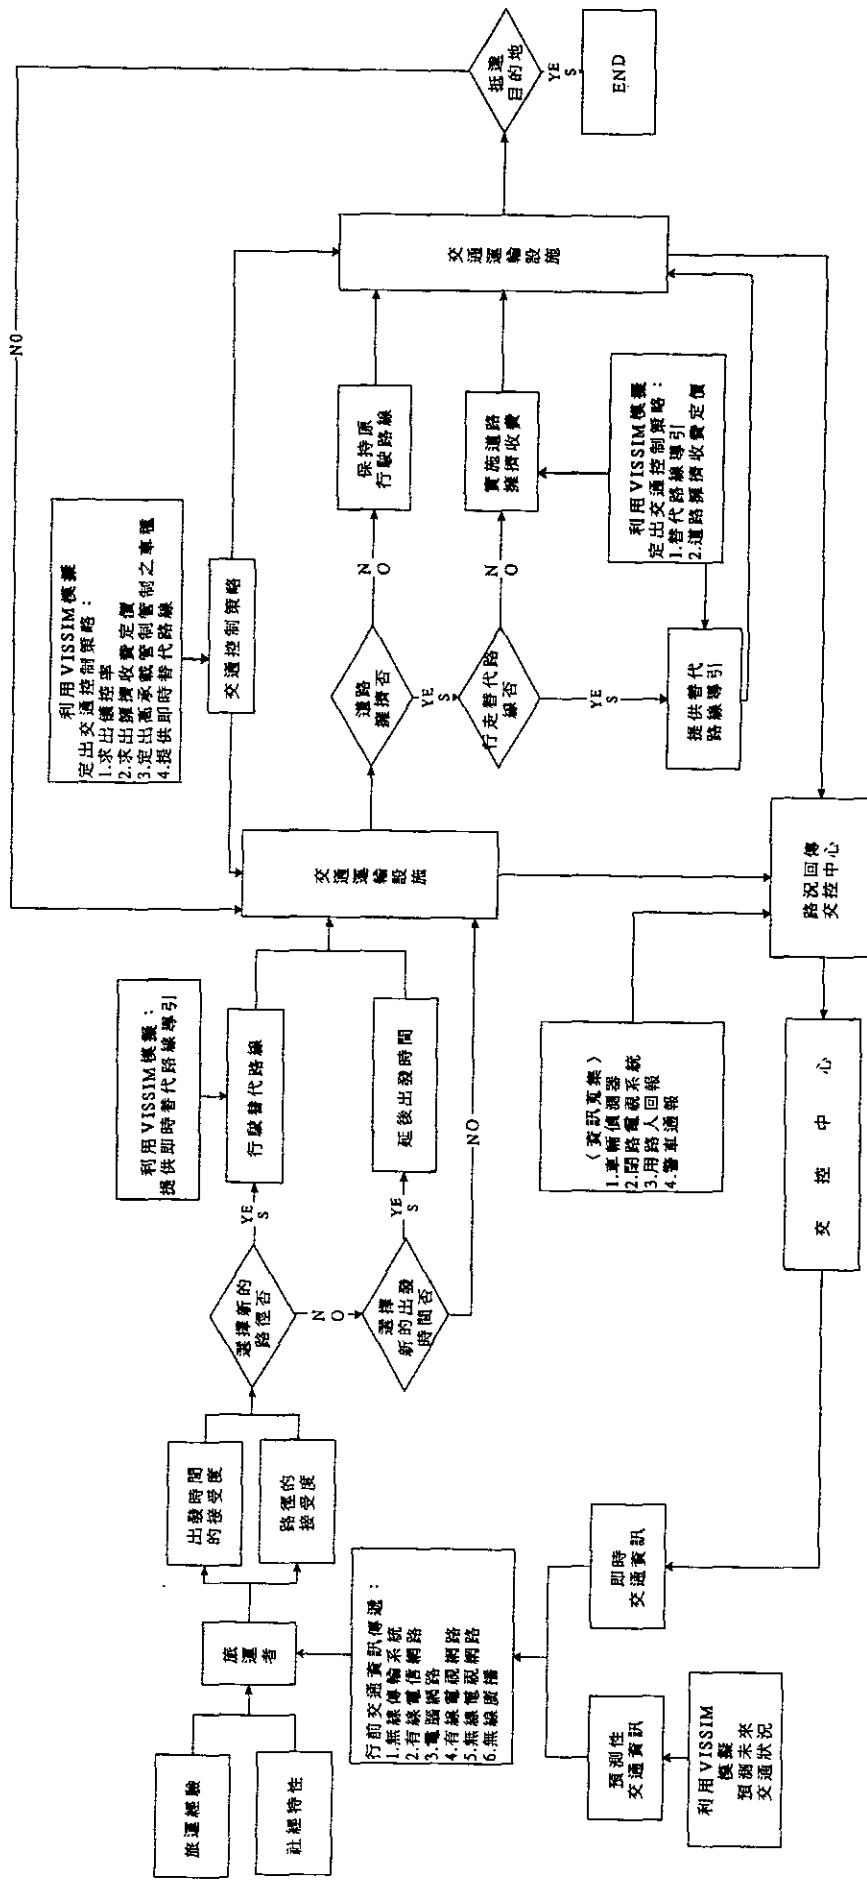 旅運經驗
社經特性
旅運者
出發時間
的接受度
路徑的
接受度
行前交通資訊傳遞：
1.無線傳輸系統
2.有線電信網路
3.電腦網路
4.有線電視網路
5.無線電視網路
6.無線廣播
預測性
交通資訊
即時
交通資訊
利用VISSIM
模擬
預測未來
交通狀況
選擇新的
路徑否
YE
S
N
O
選擇
新的出發
時間否
YE
S
NO
利用VISSIM模擬：
提供即時替代路線導引
行駛替代路線
延後出發時間
交通運輸設施
〈資訊蒐集〉
1.車輛偵測器
2.閉路電視系統
3.用路人回報
4.警車通報
交控中心
路況回傳
交控中心
利用VISSIM模擬
定出交通控制策略：
1.求出儀控率
2.求出擁擠收費定價
3.定出高承載管制管制之車種
4.提供即時替代路線
交通控制策略
道路
擁擠否
N
O
YE
S
行走替代路
線否
N
O
YE
S
保持原
行駛路線
實施道路
擁擠收費
提供替代
路線導引
利用VISSIM模擬
定出交通控制策略：
1.替代路線導引
2.道路擁擠收費定價
交通運輸設施
抵達
目的地
NO
YE
S
END